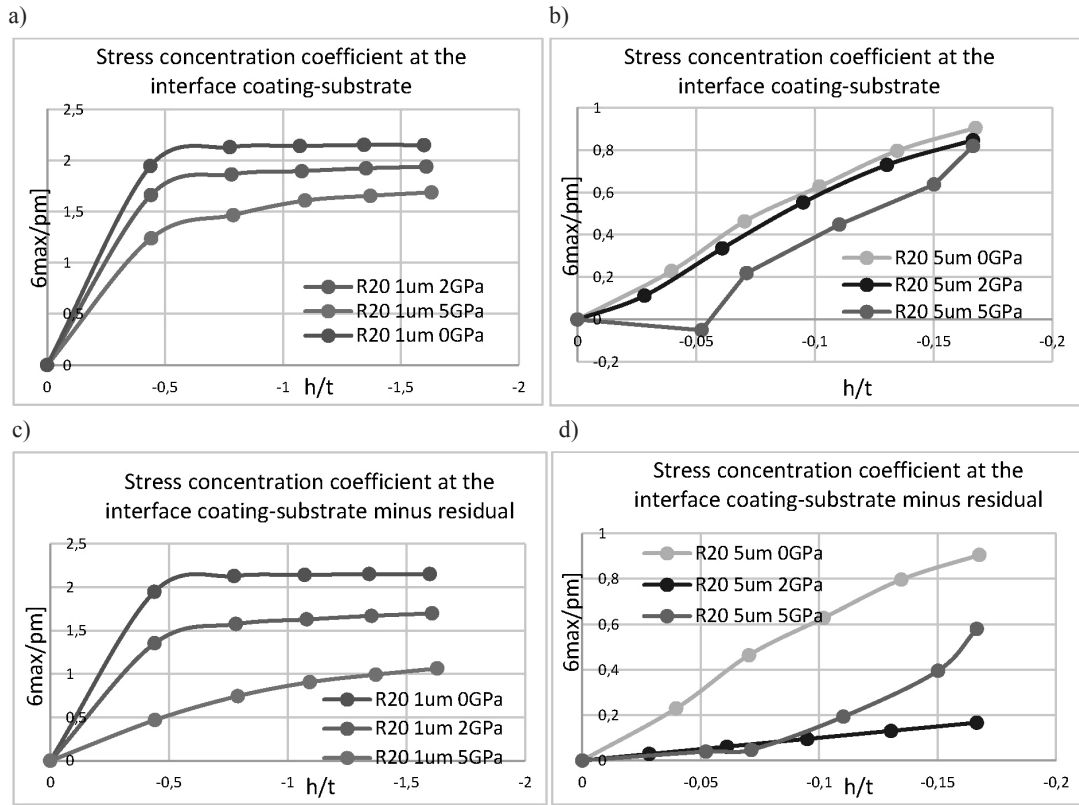 a)
Stress concentration coefficient at the
interface coating-substrate
2,5
2
1,5
1
0,5
0
6max/pm]
R20 1um 2GPa
R20 1um 5GPa
R20 1um 0GPa
0
-0,5
-1
-1,5
-2
h/t
b)
Stress concentration coefficient at the
interface coating-substrate
1
0,8
0,6
0,4
0,2
0
-0,2
6max/pm]
R20 5um 0GPa
R20 5um 2GPa
R20 5um 5GPa
0
-0,05
-0,1
-0,15
-0,2
h/t
c)
Stress concentration coefficient at the
interface coating-substrate minus residual
2,5
2
1,5
1
0,5
0
6max/pm]
R20 1um 0GPa
R20 1um 2GPa
R20 1um 5GPa
0
-0,5
-1
-1,5
-2
h/t
d)
Stress concentration coefficient at the
interface coating-substrate minus residual
1
0,8
0,6
0,4
0,2
0
6max/pm]
R20 5um 0GPa
R20 5um 2GPa
R20 5um 5GPa
0
-0,05
-0,1
-0,15
-0,2
h/t